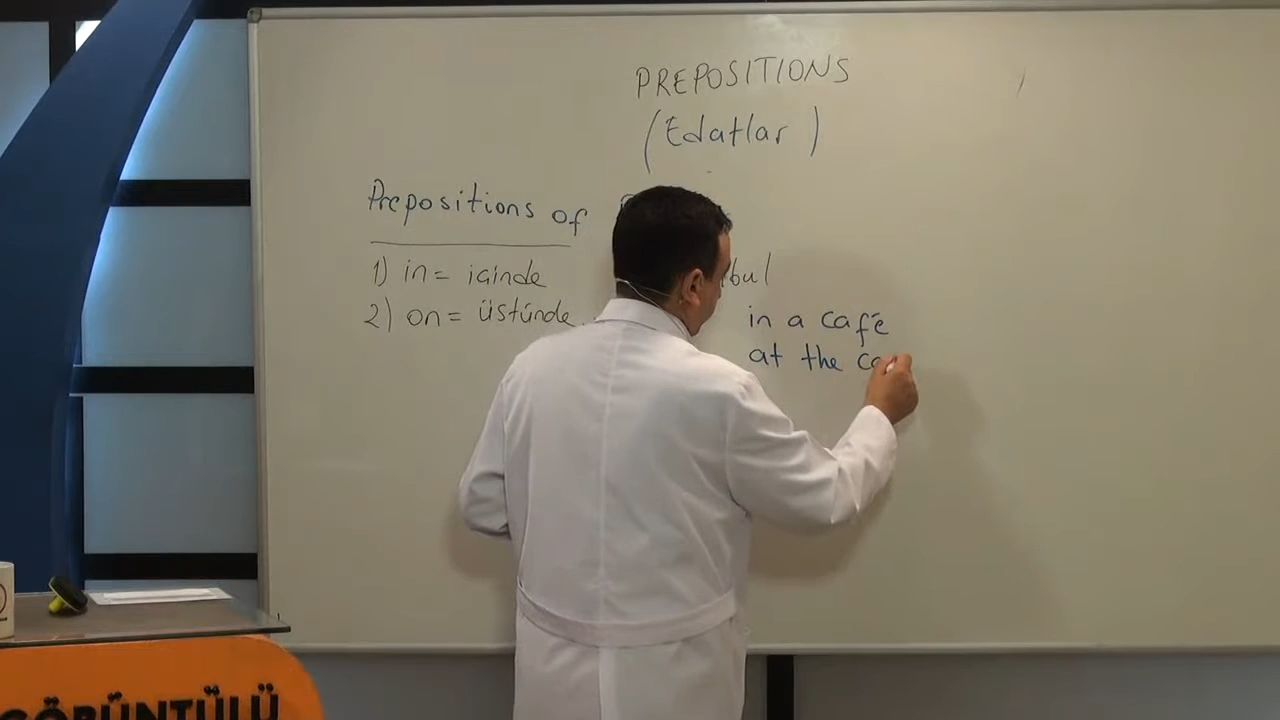 PREPOSITIONS
(Edatlar)
Prepositions of
1) in = içinde
2) on = üstünde
in a café
at the
GÖRÜNTÜLÜ